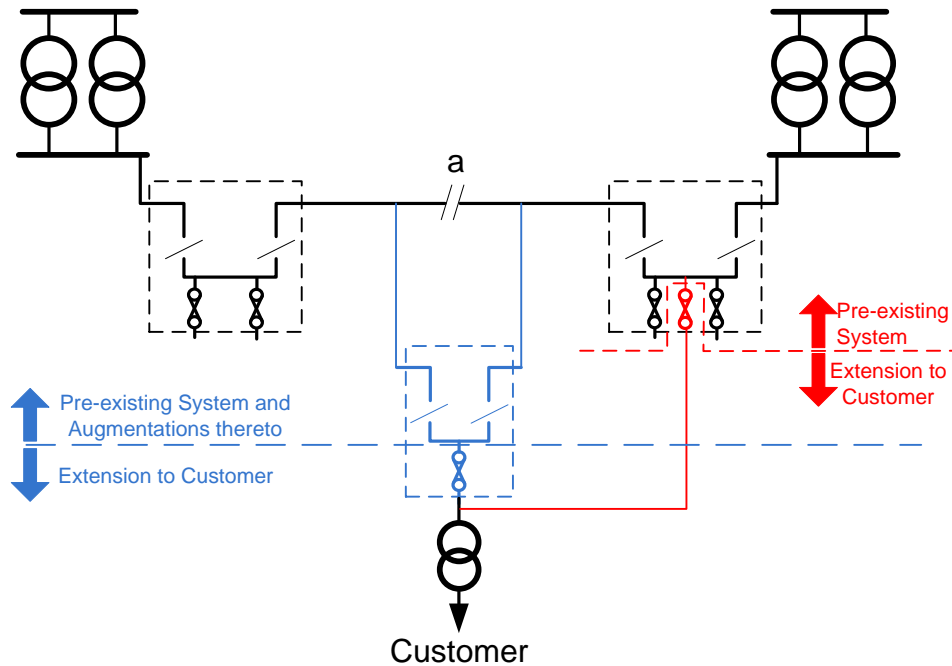 a
Pre-existing
System
Extension to
Customer
Pre-existing System and
Augmentations thereto
Extension to Customer
Customer